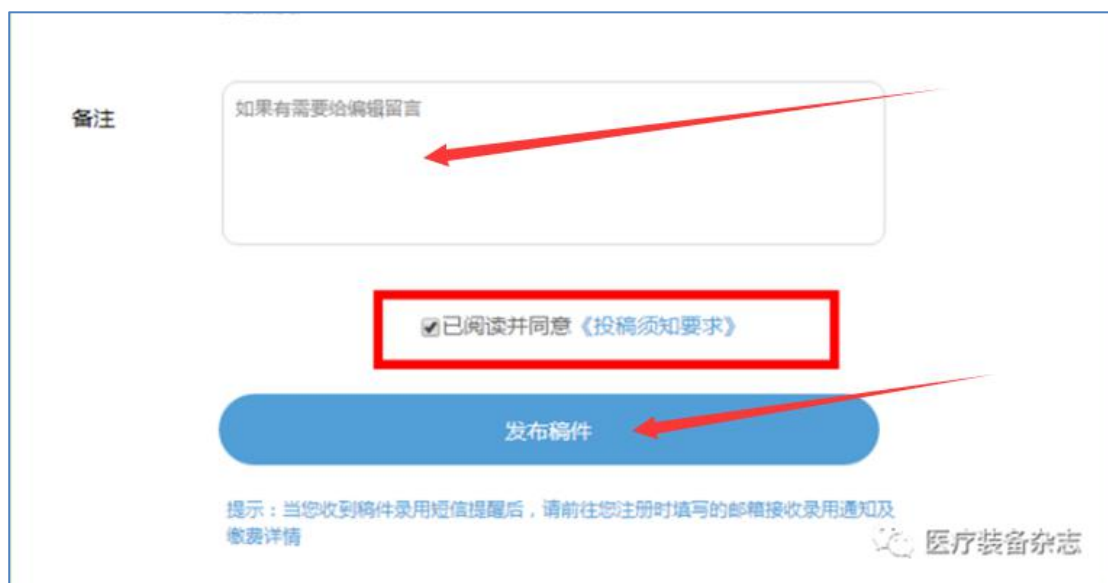 备注
如果有需要给编辑留言
已阅读并同意《投稿须知要求》
发布稿件
提示：当您收到稿件录用短信提醒后，请前往您注册时填写的邮箱接收录用通知及
缴费详情
医疗装备杂志